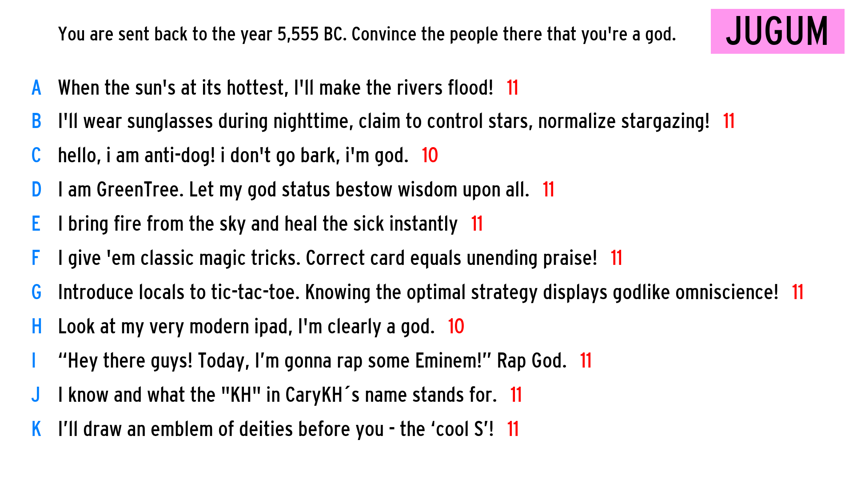 You are sent back to the year 5,555 BC. Convince the people there that you're a god.
JUGUM
A When the sun's at its hottest, I'll make the rivers flood! 11
B I'll wear sunglasses during nighttime, claim to control stars, normalize stargazing! 11
C hello, i am anti-dog! i don't go bark, i'm god. 10
D I am GreenTree. Let my god status bestow wisdom upon all. 11
E I bring fire from the sky and heal the sick instantly 11
F I give 'em classic magic tricks. Correct card equals unending praise! 11
G Introduce locals to tic-tac-toe. Knowing the optimal strategy displays godlike omniscience! 11
H Look at my very modern ipad, I'm clearly a god. 10
I “Hey there guys! Today, I’m gonna rap some Eminem!” Rap God. 11
J I know and what the "KH" in CaryKH´s name stands for. 11
K I’ll draw an emblem of deities before you - the ‘cool S’! 11